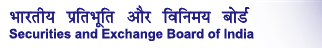 भारतीय प्रतिभूति और विनिमय बोर्ड
Securities and Exchange Board of India